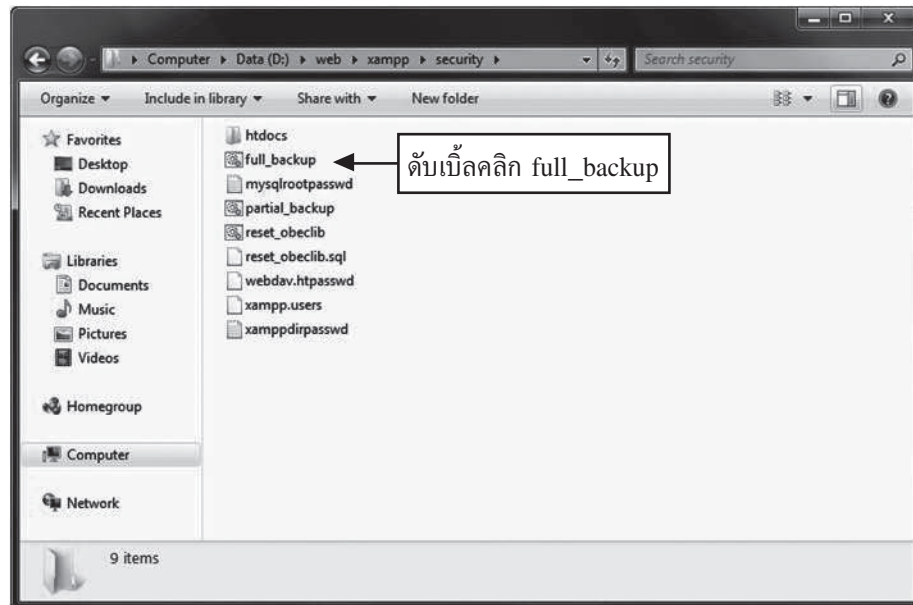 Computer Data (D:) web xampp security Search security
Organize Include in library Share with New folder
Favorites
Desktop
Downloads
Recent Places
Libraries
Documents
Music
Pictures
Videos
Homegroup
Computer
Network
htdocs
full_backup
ดับเบิ้ลคลิก full_backup
mysqlrootpasswd
partial_backup
reset_obeclib
reset_obeclib.sql
webdav.htpasswd
xampp.users
xamppdirpasswd
9 items